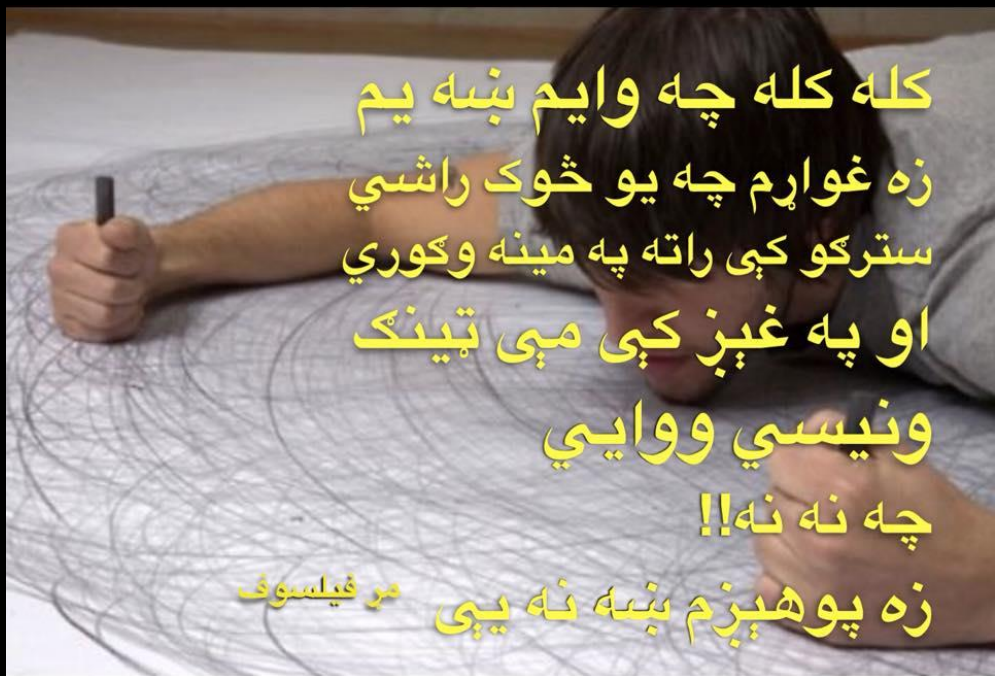 کله کله چه وایم ښه یم
زه غواړم چه یو څوک راشي
سترګو کې راته په مینه وګوري
او په غېږ کې مې ټینګ
ونیسي ووایي
چه نه نه!!
زه پوهېږم ښه نه یې
مړ فیلسوف